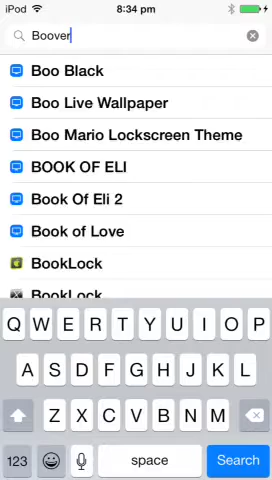 iPod 8:34 pm
Boover
Boo Black
Boo Live Wallpaper
Boo Mario Lockscreen Theme
BOOK OF ELI
Book Of Eli 2
Book of Love
BookLock
BookLock
Q W E R T Y U I O P
A S D F G H J K L
Z X C V B N M
123 space Search